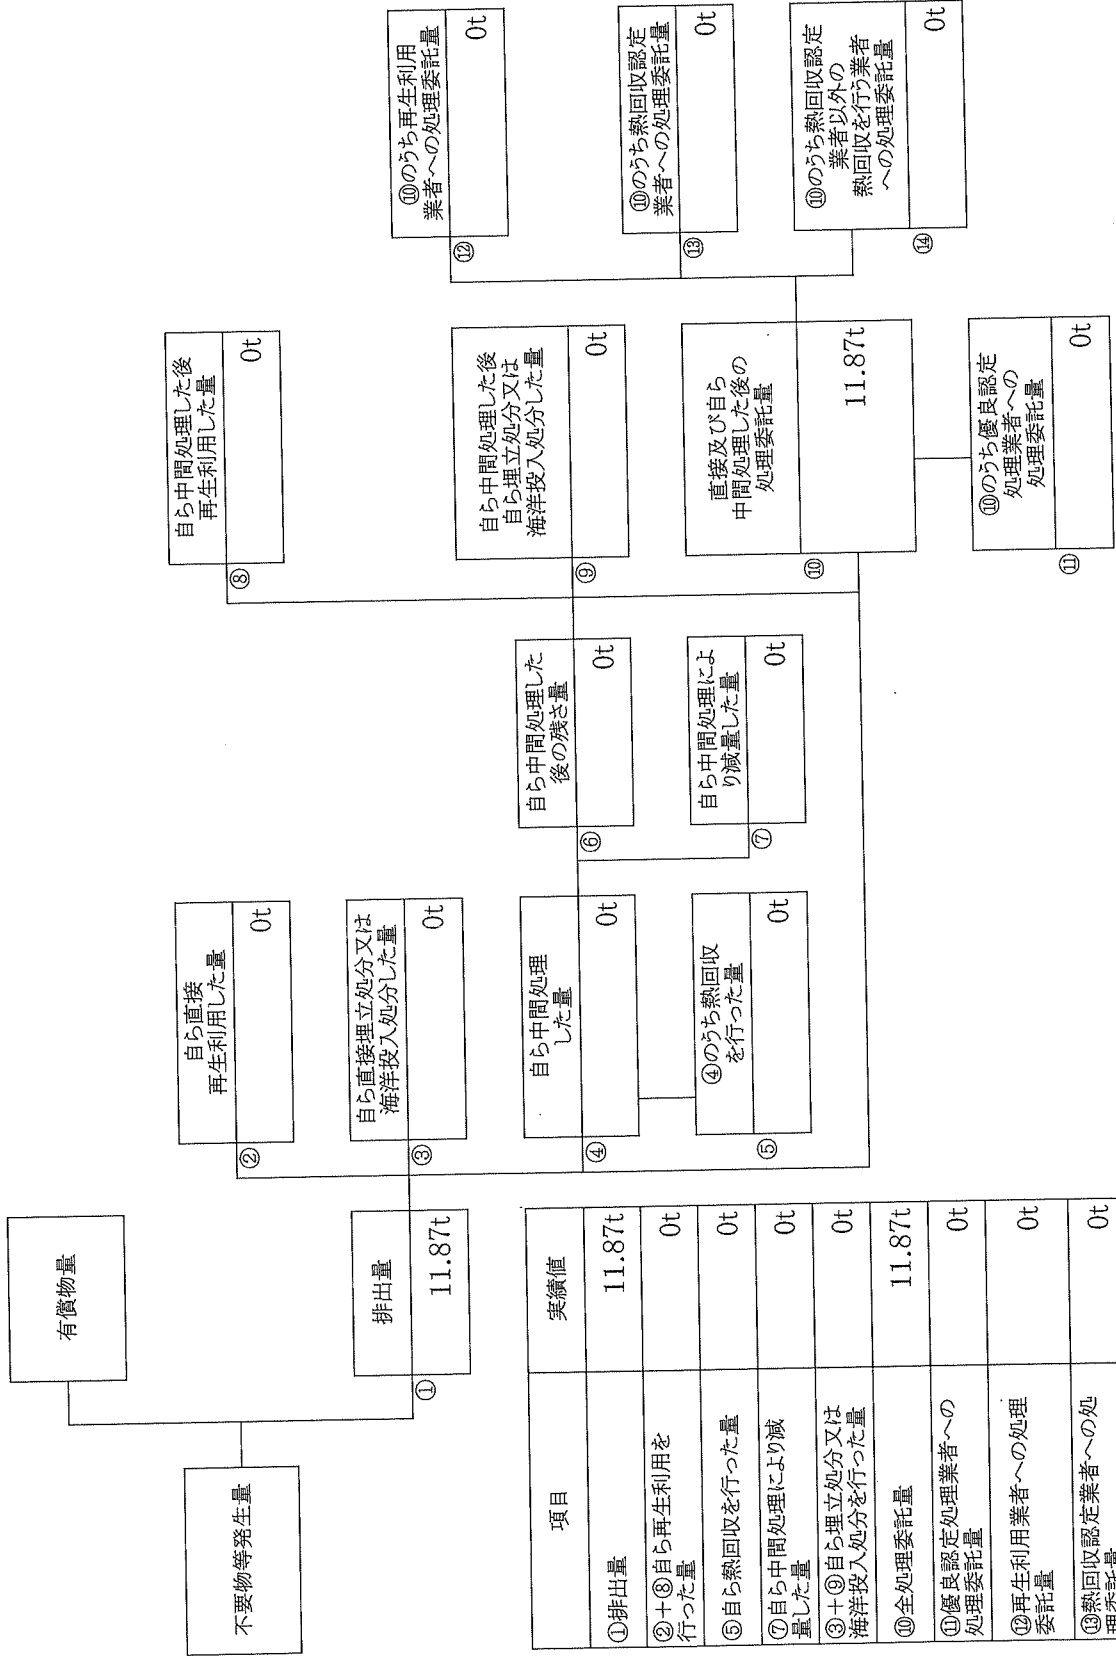 有償物量
不要物等発生量
排出量
①
11.87t
自ら直接
再生利用した量
②
0t
自ら直接埋立処分又は
海洋投入処分した量
③
0t
自ら中間処理
した量
④
0t
④のうち熱回収
を行った量
⑤
0t
自ら中間処理した
後の残さ量
⑥
0t
自ら中間処理によ
り減量した量
⑦
0t
自ら中間処理した後
再生利用した量
⑧
0t
自ら中間処理した後
自ら埋立処分又は
海洋投入処分した量
⑨
0t
直接及び自ら
中間処理した後の
処理委託量
⑩
11.87t
⑩のうち優良認定
処理業者への
処理委託量
⑪
0t
⑩のうち再生利用
業者への処理委託量
⑫
0t
⑩のうち熱回収認定
業者への処理委託量
⑬
0t
⑩のうち熱回収認定
業者以外の
熱回収を行う業者
への処理委託量
⑭
0t
項目 実績値
①排出量 11.87t
②+⑧自ら再生利用を
行った量 0t
⑤自ら熱回収を行った量 0t
⑦自ら中間処理により減
量した量 0t
③+⑨自ら埋立処分又は
海洋投入処分を行った量 0t
⑩全処理委託量 11.87t
⑪優良認定処理業者への
処理委託量 0t
⑫再生利用業者への処理
委託量 0t
⑬熱回収認定業者への処
理委託量 0t